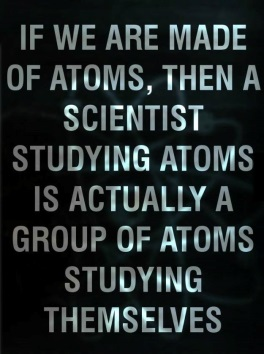 IF WE ARE MADE
OF ATOMS, THEN A
SCIENTIST
STUDYING ATOMS
IS ACTUALLY A
GROUP OF ATOMS
STUDYING
THEMSELVES